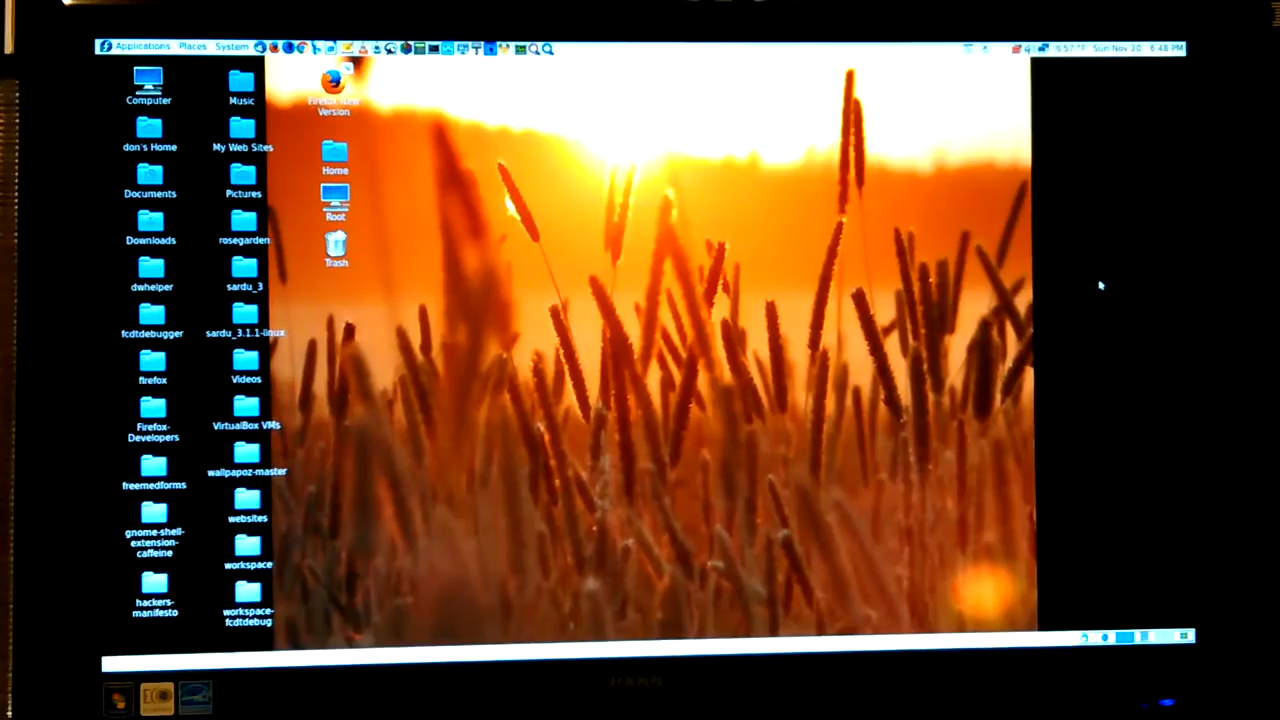 Applications Places System
57 °F Sun Nov 20 6:48 PM
Computer
don's Home
Documents
Downloads
dwhelper
fcdtdebugger
firefox
Firefox-
Developers
freemedforms
gnome-shell-
extension-
caffeine
hackers-
manifesto
Music
My Web Sites
Pictures
rosegarden
sardu_3
sardu_3.1.1-linux
Videos
VirtualBox VMs
wallpapoz-master
websites
workspace
workspace-
fcdtdebug
Firefox New
Version
Home
Root
Trash
HANN